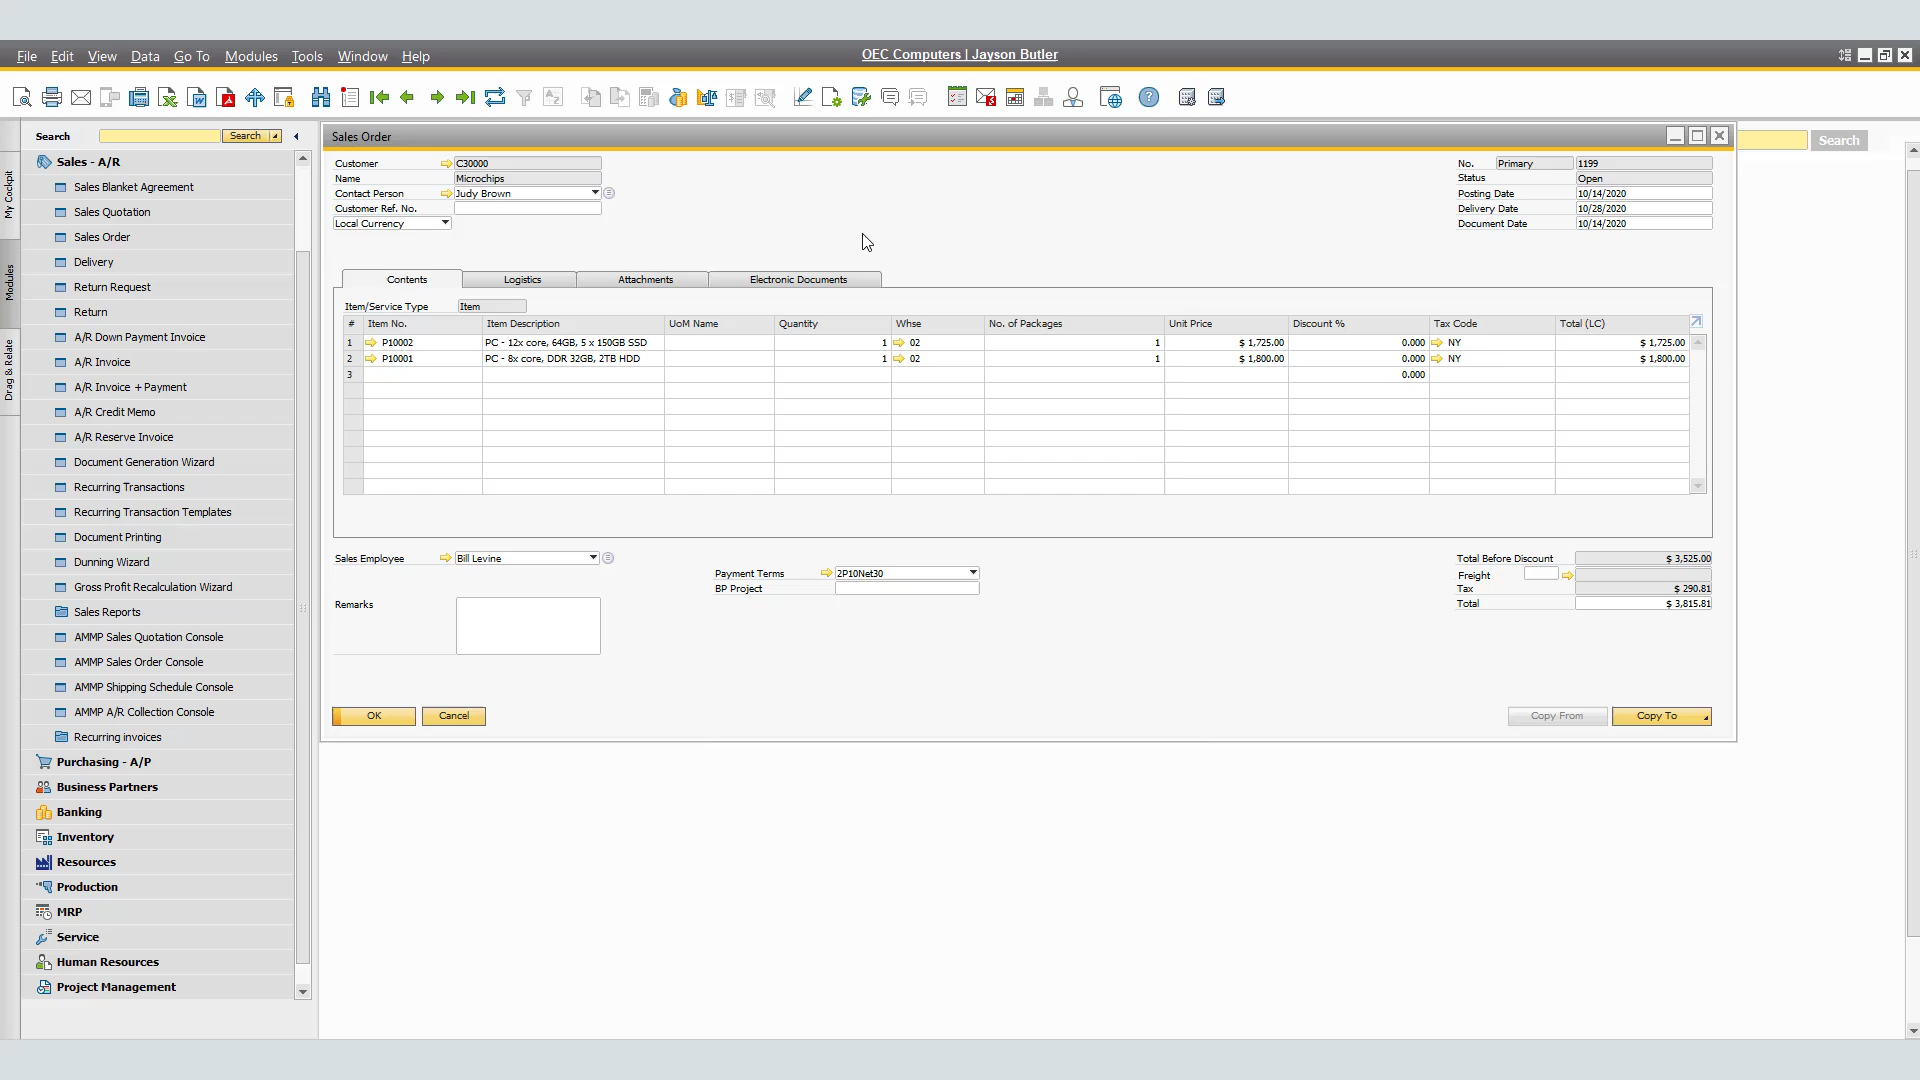 File Edit View Data Go To Modules Tools Window Help
OEC Computers | Jayson Butler
Search Search
Search
My Cockpit
Modules
Drag & Relate
Sales - A/R
Sales Blanket Agreement
Sales Quotation
Sales Order
Delivery
Return Request
Return
A/R Down Payment Invoice
A/R Invoice
A/R Invoice + Payment
A/R Credit Memo
A/R Reserve Invoice
Document Generation Wizard
Recurring Transactions
Recurring Transaction Templates
Document Printing
Dunning Wizard
Gross Profit Recalculation Wizard
Sales Reports
AMMP Sales Quotation Console
AMMP Sales Order Console
AMMP Shipping Schedule Console
AMMP A/R Collection Console
Recurring invoices
Purchasing - A/P
Business Partners
Banking
Inventory
Resources
Production
MRP
Service
Human Resources
Project Management
Sales Order
Customer C30000
Name Microchips
Contact Person Judy Brown
Customer Ref. No.
Local Currency
No. Primary 1199
Status Open
Posting Date 10/14/2020
Delivery Date 10/28/2020
Document Date 10/14/2020
Contents Logistics Attachments Electronic Documents
Item/Service Type Item
# Item No. Item Description UoM Name Quantity Whse No. of Packages Unit Price Discount % Tax Code Total (LC)
1 P10002 PC - 12x core, 64GB, 5 x 150GB SSD 1 02 1 $ 1,725.00 0.000 NY $ 1,725.00
2 P10001 PC - 8x core, DDR 32GB, 2TB HDD 1 02 1 $ 1,800.00 0.000 NY $ 1,800.00
3 0.000
Sales Employee Bill Levine
Payment Terms 2P10Net30
BP Project
Remarks
Total Before Discount $ 3,525.00
Freight
Tax $ 290.81
Total $ 3,815.81
OK Cancel Copy From Copy To